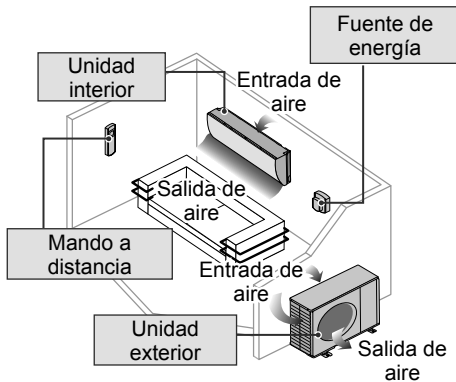 Fuente de
energía
Unidad
interior
Entrada de
aire
Salida de
aire
Mando a
distancia
Entrada de
aire
Unidad
exterior
Salida de
aire